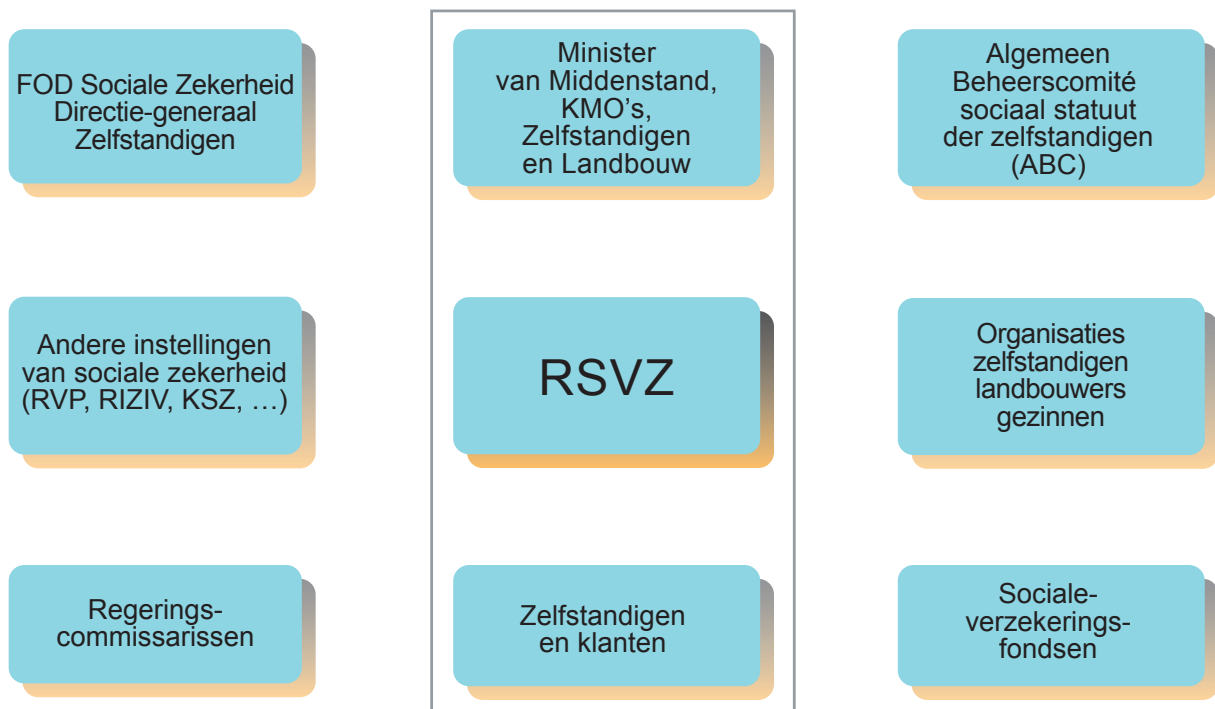 FOD Sociale Zekerheid
Directie-generaal
Zelfstandigen
Minister
van Middenstand,
KMO’s,
Zelfstandigen
en Landbouw
Algemeen
Beheerscomité
sociaal statuut
der zelfstandigen
(ABC)
Andere instellingen
van sociale zekerheid
(RVP, RIZIV, KSZ, …)
RSVZ
Organisaties
zelfstandigen
landbouwers
gezinnen
Regerings-
commissarissen
Zelfstandigen
en klanten
Sociale-
verzekerings-
fondsen